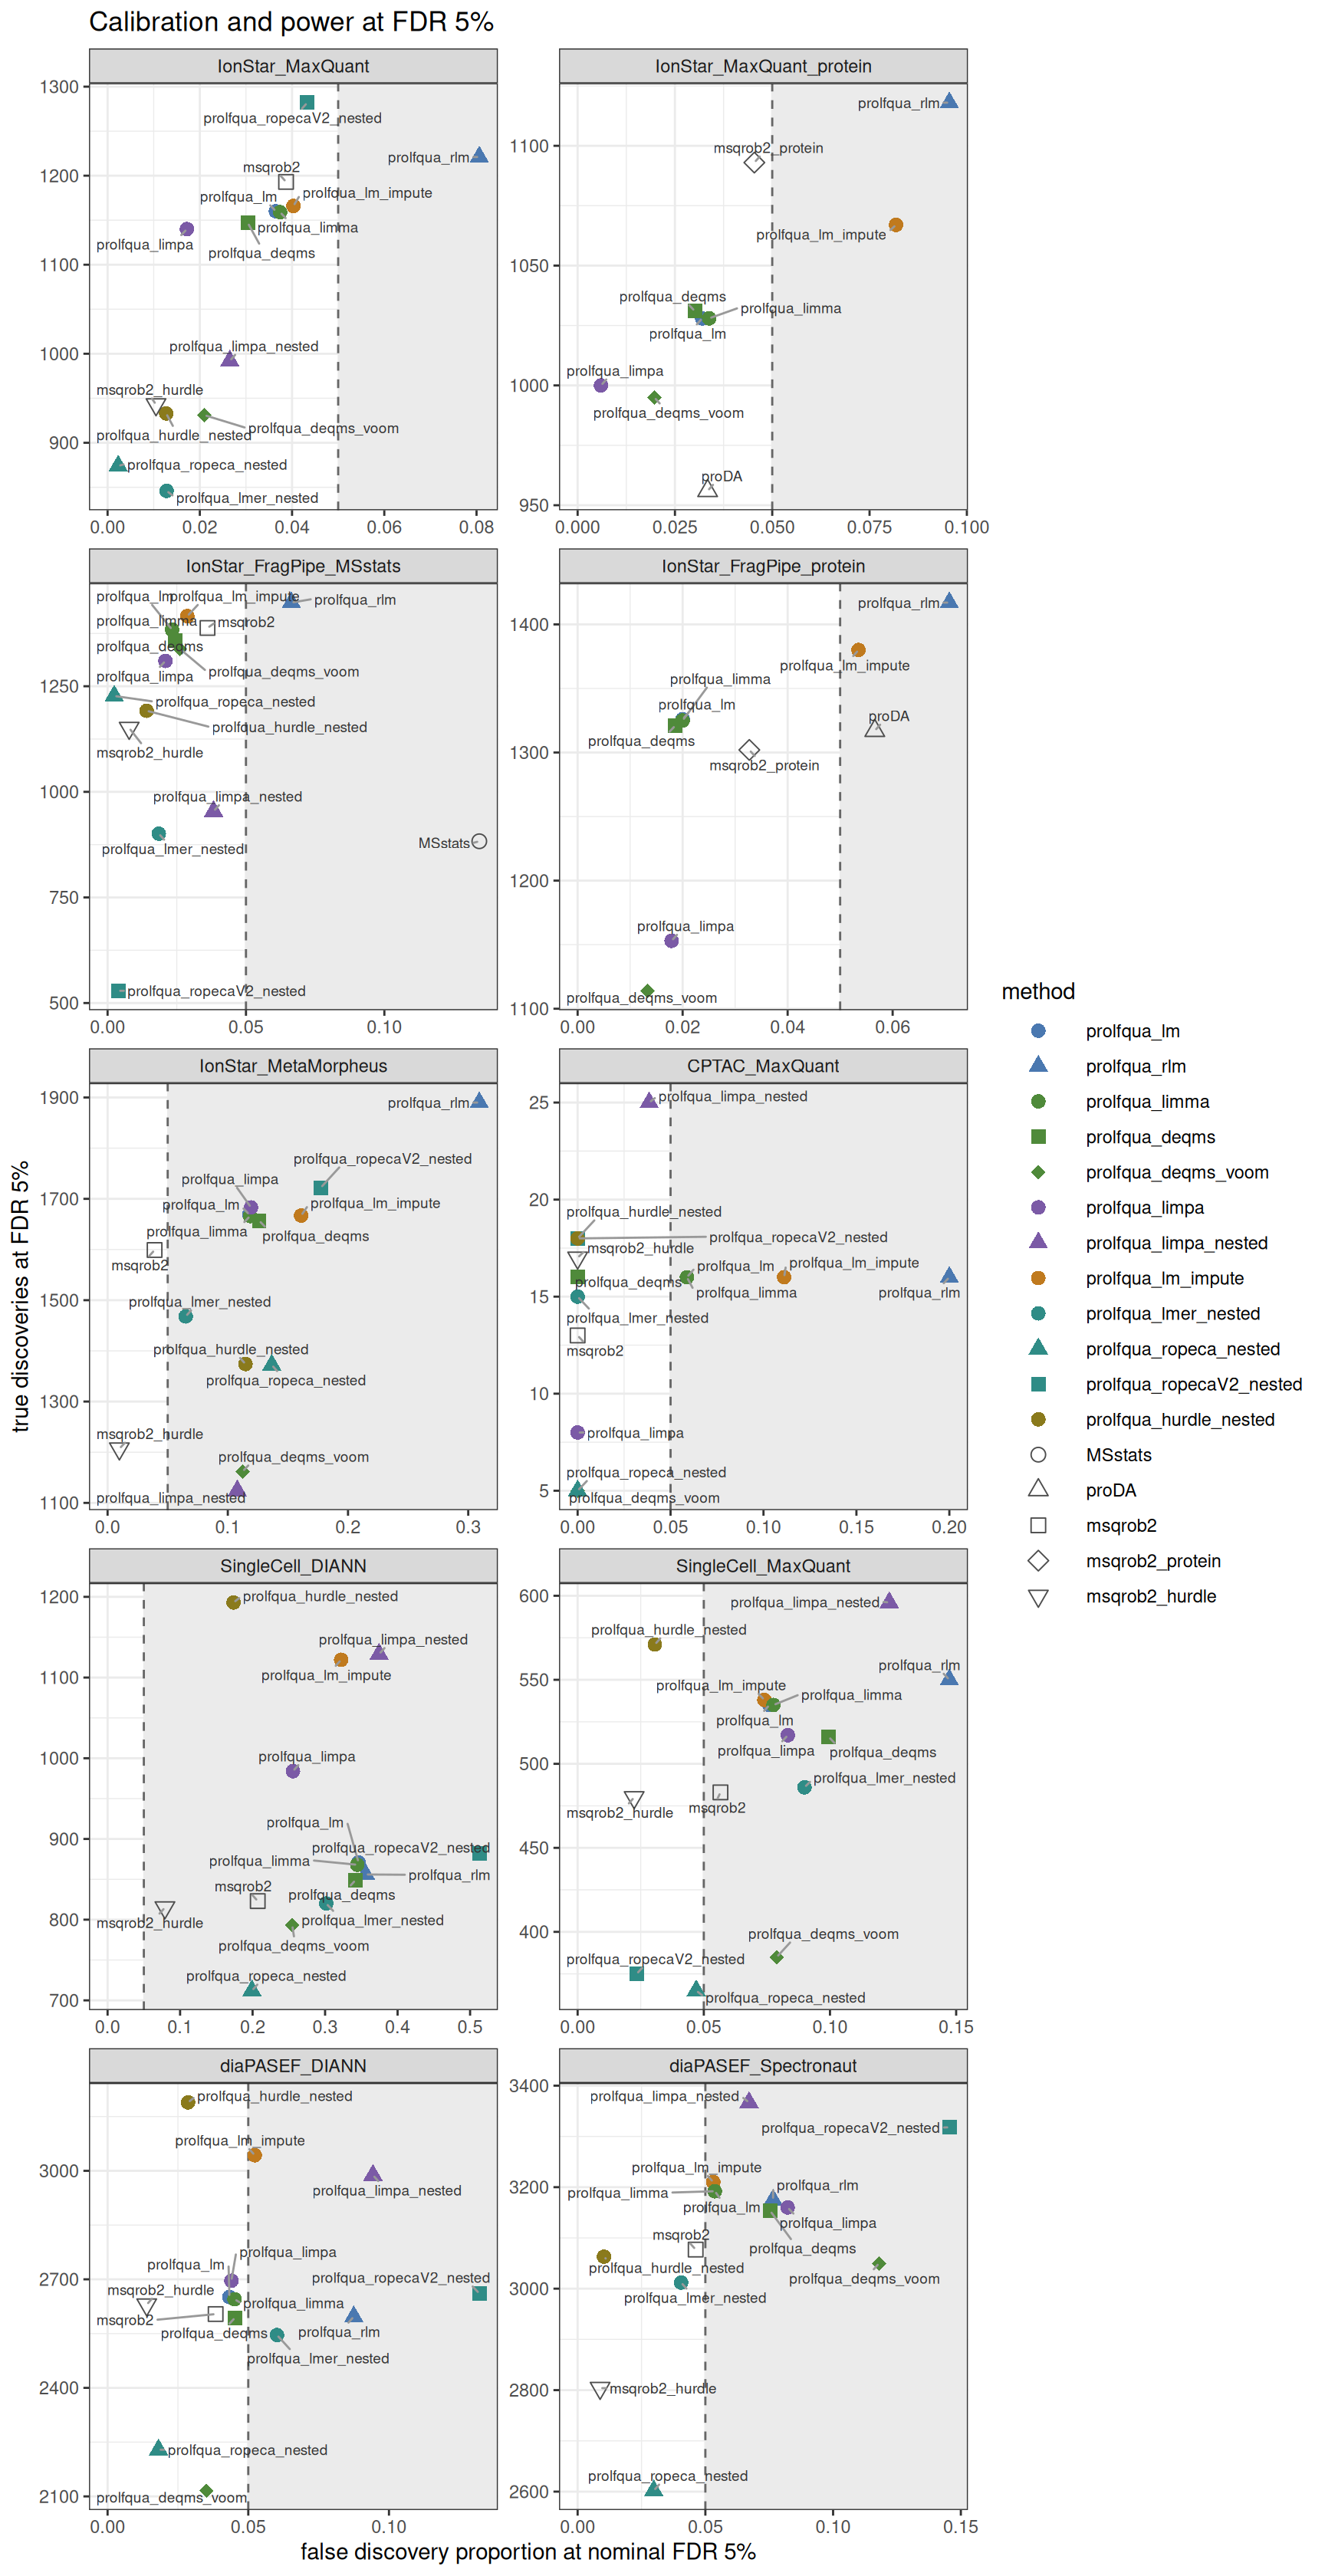 Calibration and power at FDR 5%
IonStar_MaxQuant
1300
1200
1100
1000
900
prolfqua_ropecaV2_nested
prolfqua_rlm
msqrob2
prolfqua_lm
prolfqua_lm_impute
prolfqua_limma
prolfqua_limpa
prolfqua_deqms
prolfqua_limpa_nested
msqrob2_hurdle
prolfqua_deqms_voom
prolfqua_hurdle_nested
prolfqua_ropeca_nested
prolfqua_lmer_nested
0.00
0.02
0.04
0.06
0.08
IonStar_MaxQuant_protein
1100
1050
1000
950
prolfqua_rlm
msqrob2_protein
prolfqua_lm_impute
prolfqua_deqms
prolfqua_limma
prolfqua_lm
prolfqua_limpa
prolfqua_deqms_voom
proDA
0.000
0.025
0.050
0.075
0.100
IonStar_FragPipe_MSstats
1250
1000
750
500
prolfqua_lm
prolfqua_lm_impute
prolfqua_rlm
prolfqua_limma
msqrob2
prolfqua_deqms
prolfqua_deqms_voom
prolfqua_limpa
prolfqua_ropeca_nested
prolfqua_hurdle_nested
msqrob2_hurdle
prolfqua_limpa_nested
MSstats
prolfqua_lmer_nested
prolfqua_ropecaV2_nested
0.00
0.05
0.10
IonStar_FragPipe_protein
1400
1300
1200
1100
prolfqua_rlm
prolfqua_lm_impute
prolfqua_limma
prolfqua_lm
proDA
prolfqua_deqms
msqrob2_protein
prolfqua_limpa
prolfqua_deqms_voom
0.00
0.02
0.04
0.06
IonStar_MetaMorpheus
1900
1700
1500
1300
1100
prolfqua_rlm
prolfqua_ropecaV2_nested
prolfqua_limpa
prolfqua_lm
prolfqua_lm_impute
prolfqua_limma
prolfqua_deqms
msqrob2
prolfqua_lmer_nested
prolfqua_hurdle_nested
prolfqua_ropeca_nested
msqrob2_hurdle
prolfqua_deqms_voom
prolfqua_limpa_nested
0.0
0.1
0.2
0.3
CPTAC_MaxQuant
25
20
15
10
5
prolfqua_limpa_nested
prolfqua_hurdle_nested
prolfqua_ropecaV2_nested
msqrob2_hurdle
prolfqua_lm
prolfqua_lm_impute
prolfqua_deqms
prolfqua_limma
prolfqua_rlm
prolfqua_lmer_nested
msqrob2
prolfqua_limpa
prolfqua_ropeca_nested
prolfqua_deqms_voom
0.00
0.05
0.10
0.15
0.20
SingleCell_DIANN
1200
1100
1000
900
800
700
prolfqua_hurdle_nested
prolfqua_limpa_nested
prolfqua_lm_impute
prolfqua_limpa
prolfqua_lm
prolfqua_ropecaV2_nested
prolfqua_limma
prolfqua_rlm
msqrob2
prolfqua_deqms
msqrob2_hurdle
prolfqua_lmer_nested
prolfqua_deqms_voom
prolfqua_ropeca_nested
0.0
0.1
0.2
0.3
0.4
0.5
SingleCell_MaxQuant
600
550
500
450
400
prolfqua_limpa_nested
prolfqua_hurdle_nested
prolfqua_rlm
prolfqua_lm_impute
prolfqua_limma
prolfqua_lm
prolfqua_limpa
prolfqua_deqms
prolfqua_lmer_nested
msqrob2
msqrob2_hurdle
prolfqua_deqms_voom
prolfqua_ropecaV2_nested
prolfqua_ropeca_nested
0.00
0.05
0.10
0.15
diaPASEF_DIANN
3000
2700
2400
2100
prolfqua_hurdle_nested
prolfqua_lm_impute
prolfqua_limpa_nested
prolfqua_limpa
prolfqua_lm
prolfqua_ropecaV2_nested
msqrob2_hurdle
prolfqua_limma
msqrob2
prolfqua_deqms
prolfqua_rlm
prolfqua_lmer_nested
prolfqua_ropeca_nested
prolfqua_deqms_voom
0.00
0.05
0.10
diaPASEF_Spectronaut
3400
3200
3000
2800
2600
prolfqua_limpa_nested
prolfqua_ropecaV2_nested
prolfqua_lm_impute
prolfqua_rlm
prolfqua_limma
prolfqua_lm
prolfqua_limpa
msqrob2
prolfqua_deqms
prolfqua_hurdle_nested
prolfqua_deqms_voom
prolfqua_lmer_nested
msqrob2_hurdle
prolfqua_ropeca_nested
0.00
0.05
0.10
0.15
true discoveries at FDR 5%
false discovery proportion at nominal FDR 5%
method
prolfqua_lm
prolfqua_rlm
prolfqua_limma
prolfqua_deqms
prolfqua_deqms_voom
prolfqua_limpa
prolfqua_limpa_nested
prolfqua_lm_impute
prolfqua_lmer_nested
prolfqua_ropeca_nested
prolfqua_ropecaV2_nested
prolfqua_hurdle_nested
MSstats
proDA
msqrob2
msqrob2_protein
msqrob2_hurdle